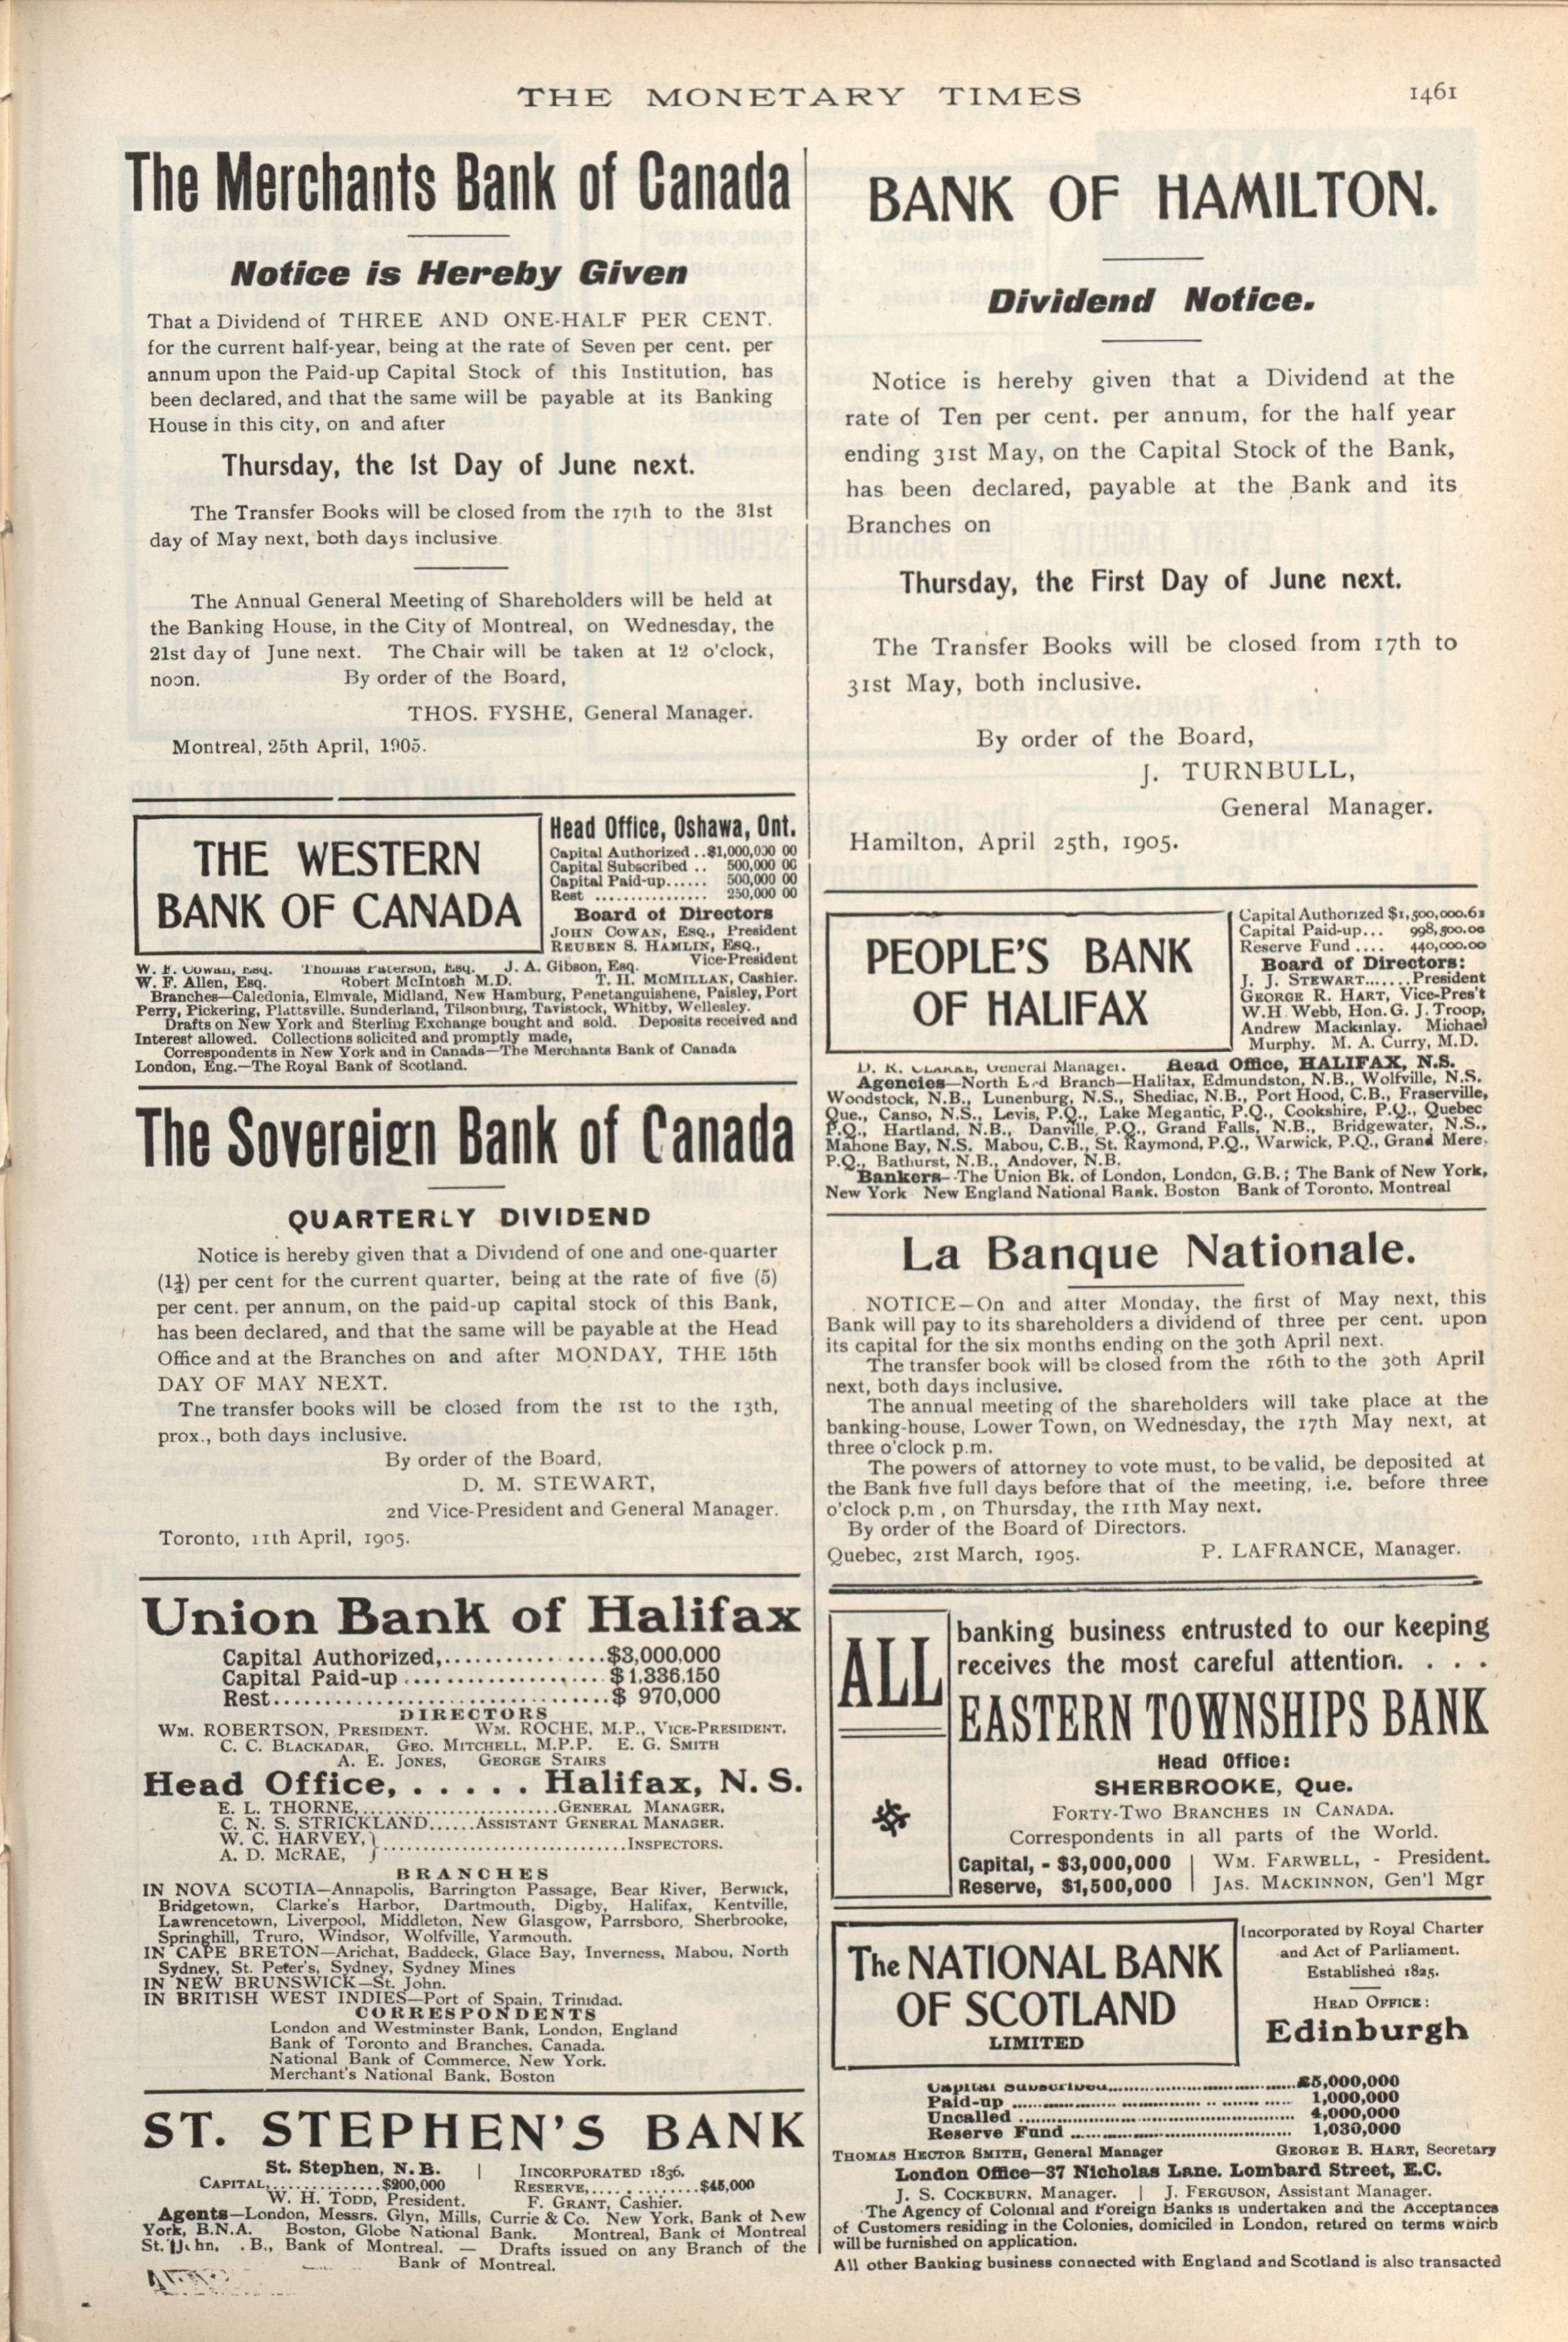 THE MONETARY TIMES
1461
The Merchants Bank of Canada
Notice is Hereby Given
That a Dividend of THREE AND ONE-HALF PER CENT.
for the current half-year, being at the rate of Seven per cent. per
annum upon the Paid-up Capital Stock of this Institution, has
been declared, and that the same will be payable at its Banking
House in this city, on and after
Thursday, the 1st Day of June next.
The Transfer Books will be closed from the 17th to the 31st
day of May next, both days inclusive.
The Annual General Meeting of Shareholders will be held at
the Banking House, in the City of Montreal, on Wednesday, the
21st day of June next. The Chair will be taken at 12 o'clock,
noon. By order of the Board,
THOS. FYSHE, General Manager.
Montreal, 25th April, 1905.
THE WESTERN
BANK OF CANADA
Head Office, Oshawa, Ont.
Capital Authorized ..$1,000,000 00
Capital Subscribed .. 500,000 00
Capital Paid-up...... 500,000 00
Rest ................ 250,000 00
Board of Directors
JOHN COWAN, ESQ., President
REUBEN S. HAMLIN, ESQ.,
Vice-President
W. F. Cowan, Esq. Thomas Paterson, Esq. J. A. Gibson, Esq.
W. F. Allen, Esq. Robert McIntosh M.D. T. H. MCMILLAN, Cashier.
Branches—Caledonia, Elmvale, Midland, New Hamburg, Penetanguishene, Paisley, Port
Perry, Pickering, Plattsville, Sunderland, Tilsonburg, Tavistock, Whitby, Wellesley.
Drafts on New York and Sterling Exchange bought and sold. Deposits received and
Interest allowed. Collections solicited and promptly made,
Correspondents in New York and in Canada—The Merchants Bank of Canada
London, Eng.—The Royal Bank of Scotland.
The Sovereign Bank of Canada
QUARTERLY DIVIDEND
Notice is hereby given that a Dividend of one and one-quarter
(1¼) per cent for the current quarter, being at the rate of five (5)
per cent. per annum, on the paid-up capital stock of this Bank,
has been declared, and that the same will be payable at the Head
Office and at the Branches on and after MONDAY, THE 15th
DAY OF MAY NEXT.
The transfer books will be closed from the 1st to the 13th,
prox., both days inclusive.
By order of the Board,
D. M. STEWART,
2nd Vice-President and General Manager.
Toronto, 11th April, 1905.
Union Bank of Halifax
Capital Authorized,................$3,000,000
Capital Paid-up ...................$1,336,150
Rest...............................$ 970,000
DIRECTORS
WM. ROBERTSON, PRESIDENT. WM. ROCHE, M.P., VICE-PRESIDENT.
C. C. BLACKADAR, GEO. MITCHELL, M.P.P. E. G. SMITH
A. E. JONES, GEORGE STAIRS
Head Office, . . . . . . Halifax, N. S.
E. L. THORNE,.........................GENERAL MANAGER,
C. N. S. STRICKLAND......ASSISTANT GENERAL MANAGER.
W. C. HARVEY,
A. D. McRAE, } ...............................INSPECTORS.
BRANCHES
IN NOVA SCOTIA—Annapolis, Barrington Passage, Bear River, Berwick,
Bridgetown, Clarke's Harbor, Dartmouth, Digby, Halifax, Kentville,
Lawrencetown, Liverpool, Middleton, New Glasgow, Parrsboro, Sherbrooke,
Springhill, Truro, Windsor, Wolfville, Yarmouth.
IN CAPE BRETON—Arichat, Baddeck, Glace Bay, Inverness, Mabou, North
Sydney, St. Peter's, Sydney, Sydney Mines
IN NEW BRUNSWICK—St. John.
IN BRITISH WEST INDIES—Port of Spain, Trinidad.
CORRESPONDENTS
London and Westminster Bank, London, England
Bank of Toronto and Branches, Canada.
National Bank of Commerce, New York.
Merchant's National Bank, Boston
ST. STEPHEN'S BANK
St. Stephen, N. B. | INCORPORATED 1836.
CAPITAL,..............$200,000 RESERVE,..............$45,000
W. H. TODD, President. F. GRANT, Cashier.
Agents—London, Messrs. Glyn, Mills, Currie & Co. New York, Bank of New
York, B.N.A. Boston, Globe National Bank. Montreal, Bank of Montreal
St. John, .B., Bank of Montreal. — Drafts issued on any Branch of the
Bank of Montreal.
BANK OF HAMILTON.
Dividend Notice.
Notice is hereby given that a Dividend at the
rate of Ten per cent. per annum, for the half year
ending 31st May, on the Capital Stock of the Bank,
has been declared, payable at the Bank and its
Branches on
Thursday, the First Day of June next.
The Transfer Books will be closed from 17th to
31st May, both inclusive.
By order of the Board,
J. TURNBULL,
General Manager.
Hamilton, April 25th, 1905.
PEOPLE'S BANK
OF HALIFAX
Capital Authorized $1,500,000.61
Capital Paid-up... 998,500.00
Reserve Fund .... 440,000.00
Board of Directors:
J. J. STEWART.......President
GEORGE R. HART, Vice-Pres't
W.H. Webb, Hon. G. J. Troop,
Andrew Mackinlay. Michael
Murphy. M. A. Curry, M.D.
D. R. CLARKE, General Manager. Head Office, HALIFAX, N.S.
Agencies—North End Branch—Halifax, Edmundston, N.B., Wolfville, N.S.
Woodstock, N.B., Lunenburg, N.S., Shediac, N.B., Port Hood, C.B., Fraserville,
Que., Canso, N.S., Levis, P.Q., Lake Megantic, P.Q., Cookshire, P.Q., Quebec
P.Q., Hartland, N.B., Danville, P.Q., Grand Falls, N.B., Bridgewater, N.S.,
Mahone Bay, N.S. Mabou, C.B., St. Raymond, P.Q., Warwick, P.Q., Grand Mere,
P.Q., Bathurst, N.B., Andover, N.B.
Bankers--The Union Bk. of London, London, G.B.; The Bank of New York,
New York New England National Bank, Boston Bank of Toronto, Montreal
La Banque Nationale.
NOTICE—On and after Monday, the first of May next, this
Bank will pay to its shareholders a dividend of three per cent. upon
its capital for the six months ending on the 30th April next.
The transfer book will be closed from the 16th to the 30th April
next, both days inclusive.
The annual meeting of the shareholders will take place at the
banking-house, Lower Town, on Wednesday, the 17th May next, at
three o'clock p.m.
The powers of attorney to vote must, to be valid, be deposited at
the Bank five full days before that of the meeting, i.e. before three
o'clock p.m , on Thursday, the 11th May next.
By order of the Board of Directors.
Quebec, 21st March, 1905. P. LAFRANCE, Manager.
ALL
banking business entrusted to our keeping
receives the most careful attention. . . .
EASTERN TOWNSHIPS BANK
Head Office:
SHERBROOKE, Que.
FORTY-TWO BRANCHES IN CANADA.
Correspondents in all parts of the World.
Capital, - $3,000,000 | WM. FARWELL, - President.
Reserve, $1,500,000 | JAS. MACKINNON, Gen'l Mgr
The NATIONAL BANK
OF SCOTLAND
LIMITED
Incorporated by Royal Charter
and Act of Parliament.
Established 1825.
HEAD OFFICE:
Edinburgh
Capital Subscribed..............................£5,000,000
Paid-up .............................. 1,000,000
Uncalled .............................. 4,000,000
Reserve Fund .............................. 1,030,000
THOMAS HECTOR SMITH, General Manager GEORGE B. HART, Secretary
London Office—37 Nicholas Lane, Lombard Street, E.C.
J. S. COCKBURN, Manager. | J. FERGUSON, Assistant Manager.
The Agency of Colonial and Foreign Banks is undertaken and the Acceptances
of Customers residing in the Colonies, domiciled in London, retired on terms which
will be furnished on application.
All other Banking business connected with England and Scotland is also transacted